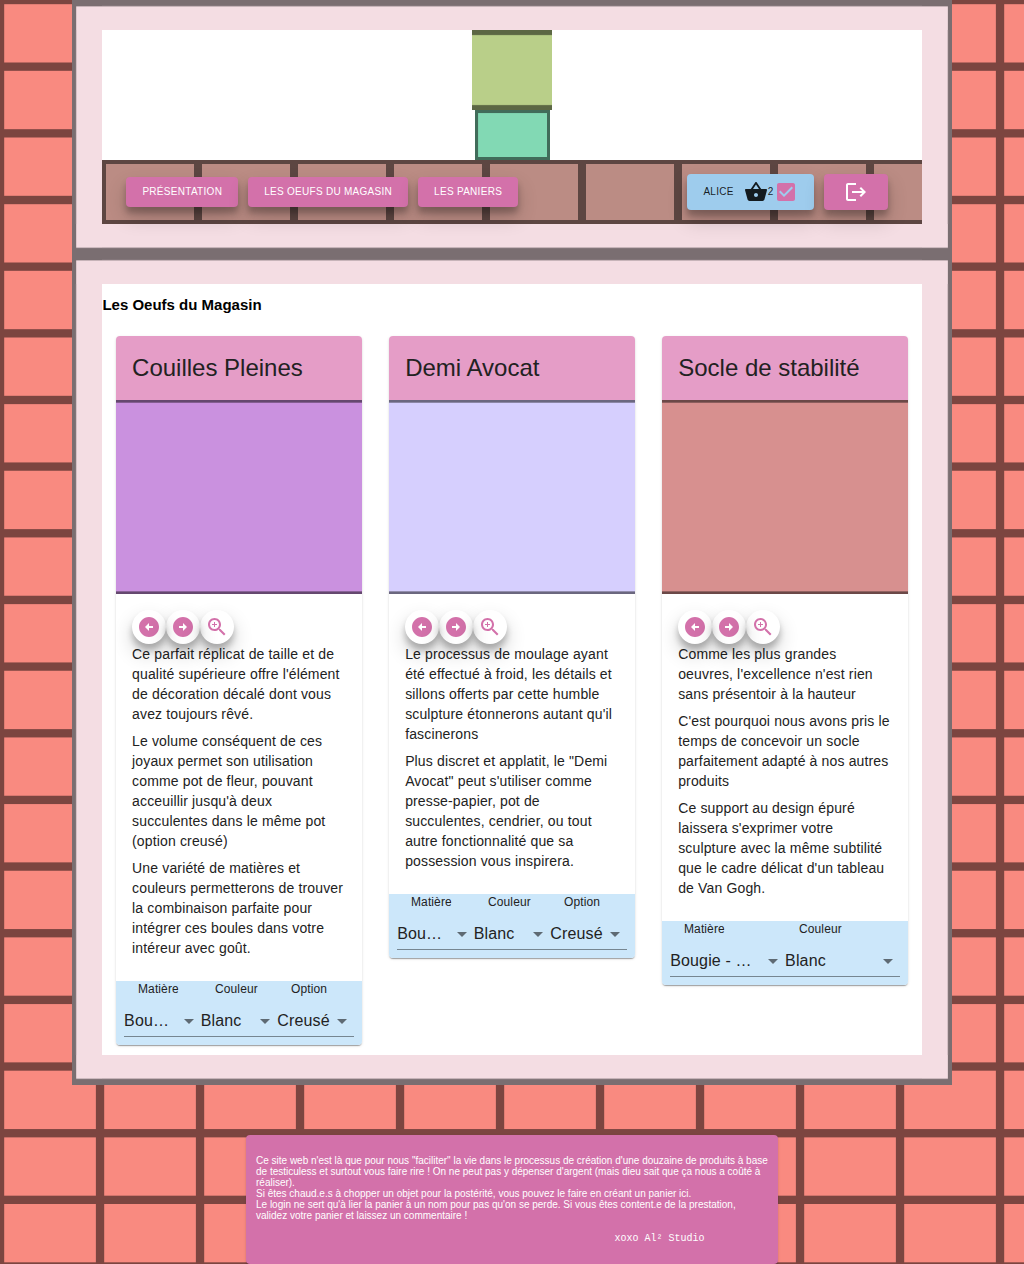 PRÉSENTATION LES OEUFS DU MAGASIN LES PANIERS ALICE 2
Les Oeufs du Magasin
Couilles Pleines
Ce parfait réplicat de taille et de
qualité supérieure offre l'élément
de décoration décalé dont vous
avez toujours rêvé.
Le volume conséquent de ces
joyaux permet son utilisation
comme pot de fleur, pouvant
acceuillir jusqu'à deux
succulentes dans le même pot
(option creusé)
Une variété de matières et
couleurs permetterons de trouver
la combinaison parfaite pour
intégrer ces boules dans votre
intéreur avec goût.
Matière Couleur Option
Bou… Blanc Creusé
Demi Avocat
Le processus de moulage ayant
été effectué à froid, les détails et
sillons offerts par cette humble
sculpture étonnerons autant qu'il
fascinerons
Plus discret et applatit, le "Demi
Avocat" peut s'utiliser comme
presse-papier, pot de
succulentes, cendrier, ou tout
autre fonctionnalité que sa
possession vous inspirera.
Matière Couleur Option
Bou… Blanc Creusé
Socle de stabilité
Comme les plus grandes
oeuvres, l'excellence n'est rien
sans présentoir à la hauteur
C'est pourquoi nous avons pris le
temps de concevoir un socle
parfaitement adapté à nos autres
produits
Ce support au design épuré
laissera s'exprimer votre
sculpture avec la même subtilité
que le cadre délicat d'un tableau
de Van Gogh.
Matière Couleur
Bougie - … Blanc
Ce site web n'est là que pour nous "faciliter" la vie dans le processus de création d'une douzaine de produits à base
de testiculess et surtout vous faire rire ! On ne peut pas y dépenser d'argent (mais dieu sait que ça nous a coûté à
réaliser).
Si êtes chaud.e.s à chopper un objet pour la postérité, vous pouvez le faire en créant un panier ici.
Le login ne sert qu'à lier la panier à un nom pour pas qu'on se perde. Si vous êtes content.e de la prestation,
validez votre panier et laissez un commentaire !
xoxo Al² Studio